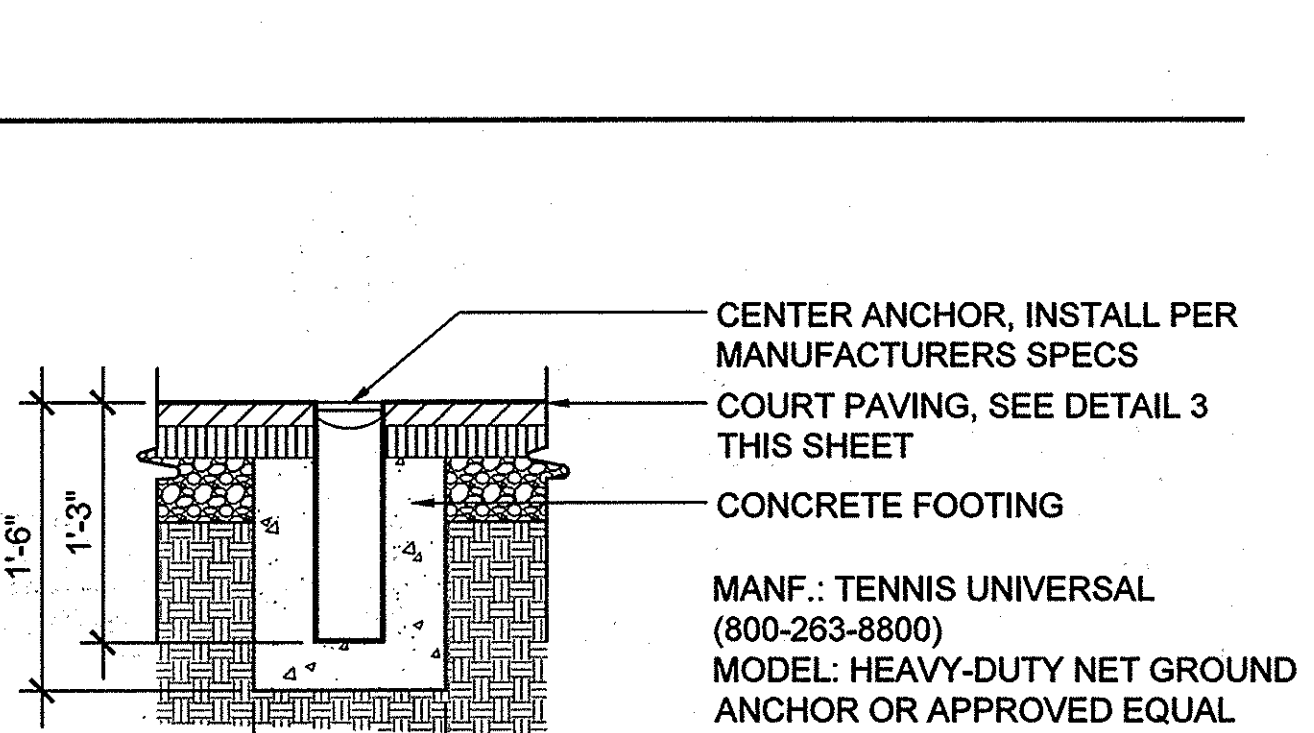 CENTER ANCHOR, INSTALL PER
MANUFACTURERS SPECS
COURT PAVING, SEE DETAIL 3
THIS SHEET
CONCRETE FOOTING
1'-6"
1'-3"
MANF.: TENNIS UNIVERSAL
(800-263-8800)
MODEL: HEAVY-DUTY NET GROUND
ANCHOR OR APPROVED EQUAL